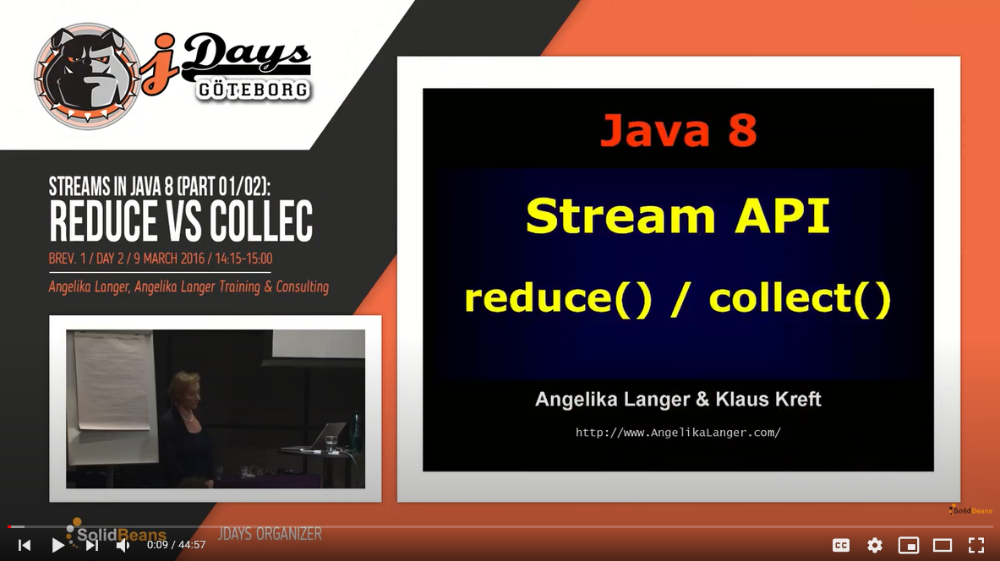 jDays
GÖTEBORG
STREAMS IN JAVA 8 (PART 01/02):
REDUCE VS COLLEC
BREV. 1 / DAY 2 / 9 MARCH 2016 / 14:15-15:00
Angelika Langer, Angelika Langer Training & Consulting
Java 8
Stream API
reduce() / collect()
Angelika Langer & Klaus Kreft
http://www.AngelikaLanger.com/
SolidBeans
SolidBeans
JDAYS ORGANIZER
0:09 / 44:57
CC